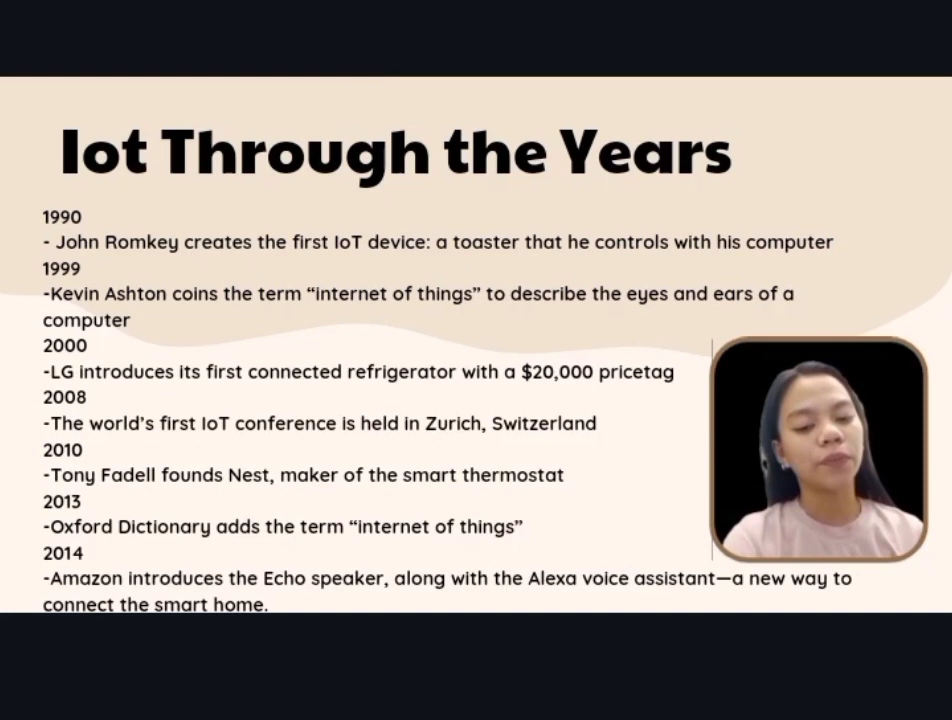 Iot Through the Years
1990
- John Romkey creates the first IoT device: a toaster that he controls with his computer
1999
-Kevin Ashton coins the term “internet of things” to describe the eyes and ears of a
computer
2000
-LG introduces its first connected refrigerator with a $20,000 pricetag
2008
-The world’s first IoT conference is held in Zurich, Switzerland
2010
-Tony Fadell founds Nest, maker of the smart thermostat
2013
-Oxford Dictionary adds the term “internet of things”
2014
-Amazon introduces the Echo speaker, along with the Alexa voice assistant—a new way to
connect the smart home.